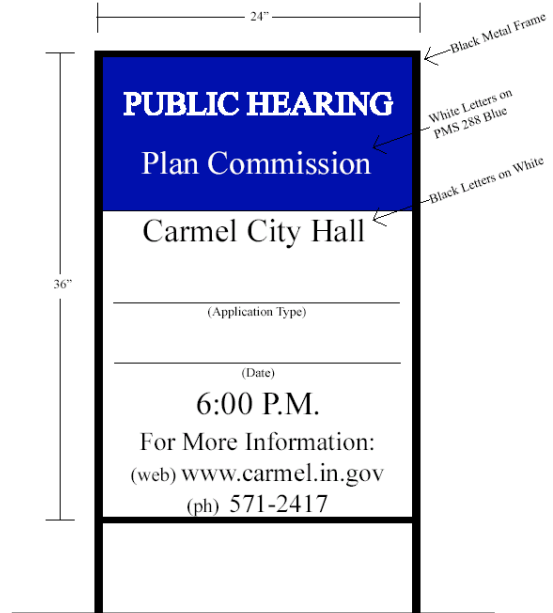 24”
Black Metal Frame
PUBLIC HEARING
White Letters on
PMS 288 Blue
Plan Commission
Black Letters on White
Carmel City Hall
36”
(Application Type)
(Date)
6:00 P.M.
For More Information:
(web) www.carmel.in.gov
(ph) 571-2417